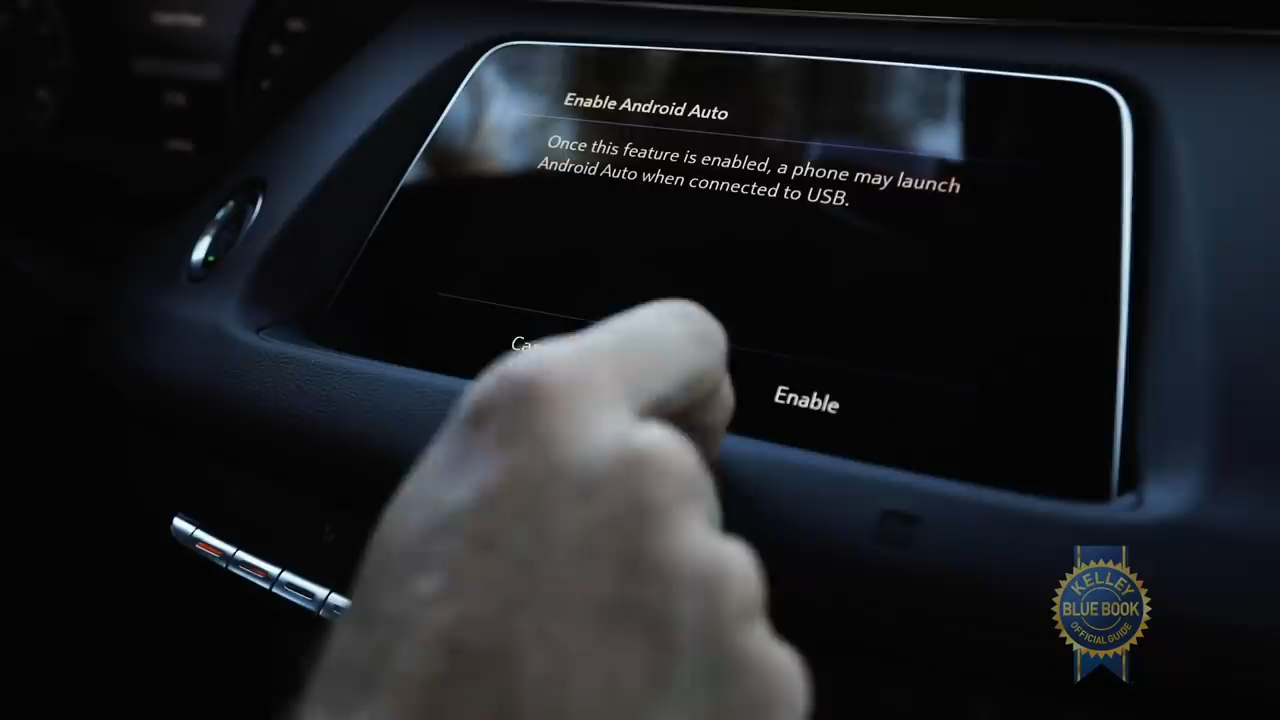 Enable Android Auto
Once this feature is enabled, a phone may launch
Android Auto when connected to USB.
Enable
KELLEY
BLUE BOOK
OFFICIAL GUIDE